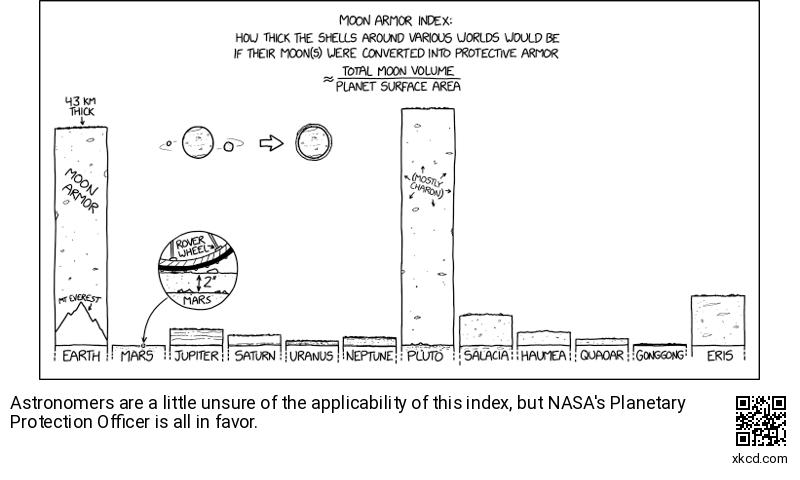 MOON ARMOR INDEX:
HOW THICK THE SHELLS AROUND VARIOUS WORLDS WOULD BE
IF THEIR MOON(S) WERE CONVERTED INTO PROTECTIVE ARMOR
≈ TOTAL MOON VOLUME
PLANET SURFACE AREA
43 KM
THICK
MOON
ARMOR
MT EVEREST
ROVER
WHEEL
2"
MARS
(MOSTLY
CHARON)
EARTH
MARS
JUPITER
SATURN
URANUS
NEPTUNE
PLUTO
SALACIA
HAUMEA
QUAOAR
GONGGONG
ERIS
Astronomers are a little unsure of the applicability of this index, but NASA's Planetary
Protection Officer is all in favor.
xkcd.com